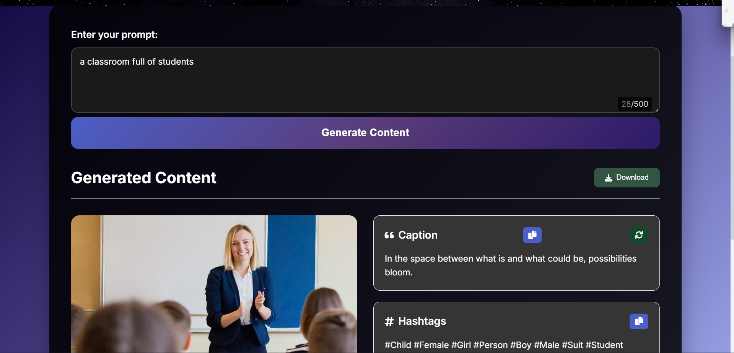 Enter your prompt:
a classroom full of students
28/500
Generate Content
Generated Content
Download
Caption
In the space between what is and what could be, possibilities
bloom.
# Hashtags
#Child #Female #Girl #Person #Boy #Male #Suit #Student